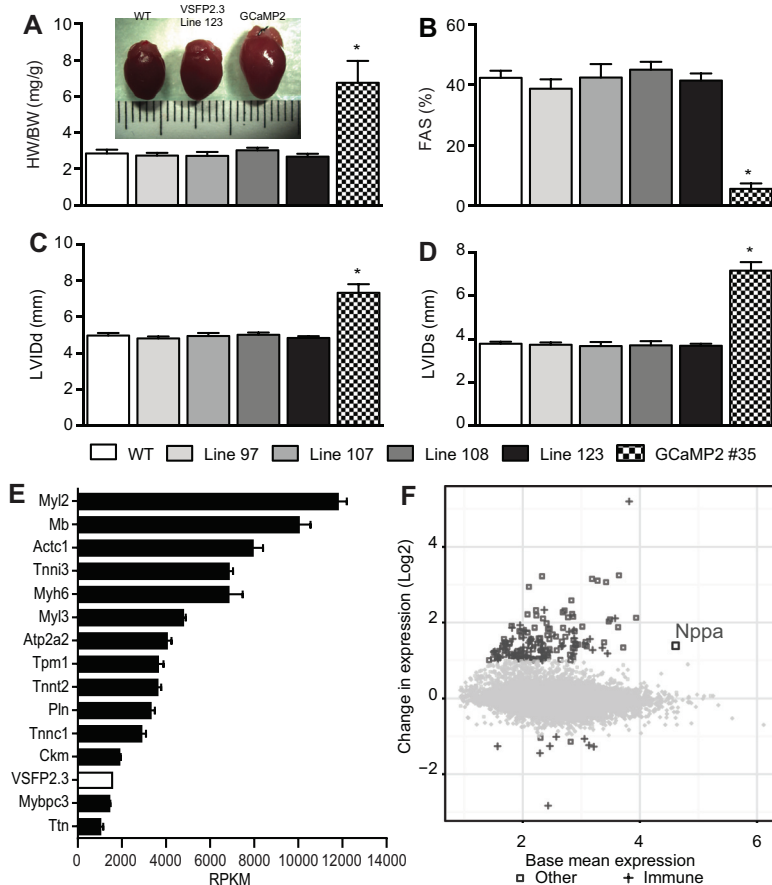 A
WT
VSFP2.3
Line 123
GCaMP2
HW/BW (mg/g)
10
8
6
4
2
0
*
B
FAS (%)
60
40
20
0
*
C
LVIDd (mm)
10
8
6
4
2
0
*
D
LVIDs (mm)
8
6
4
2
0
*
WT Line 97 Line 107 Line 108 Line 123 GCaMP2 #35
E
Myl2
Mb
Actc1
Tnni3
Myh6
Myl3
Atp2a2
Tpm1
Tnnt2
Pln
Tnnc1
Ckm
VSFP2.3
Mybpc3
Ttn
0 2000 4000 6000 8000 10000 12000 14000
RPKM
F
Change in expression (Log2)
4
2
0
−2
Nppa
2 4 6
Base mean expression
Other Immune